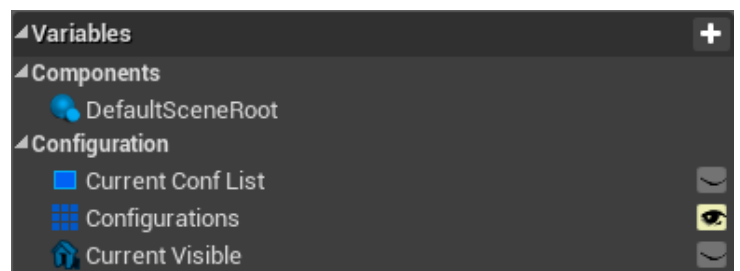 Variables
Components
DefaultSceneRoot
Configuration
Current Conf List
Configurations
Current Visible